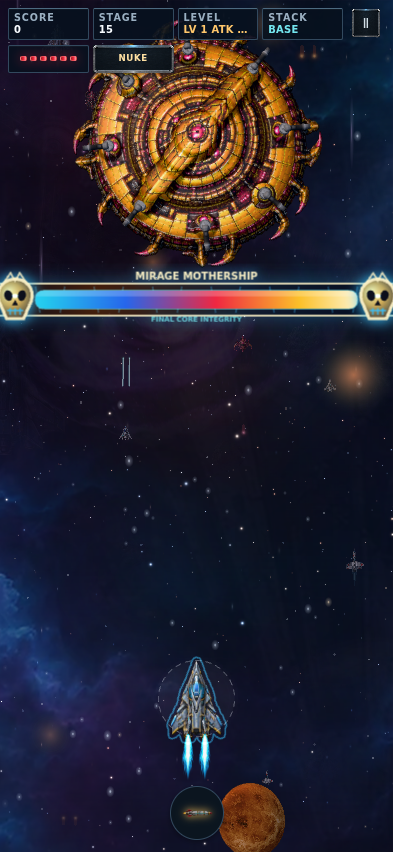 SCORE
0
STAGE
15
LEVEL
LV 1 ATK ...
STACK
BASE
NUKE
MIRAGE MOTHERSHIP
FINAL CORE INTEGRITY